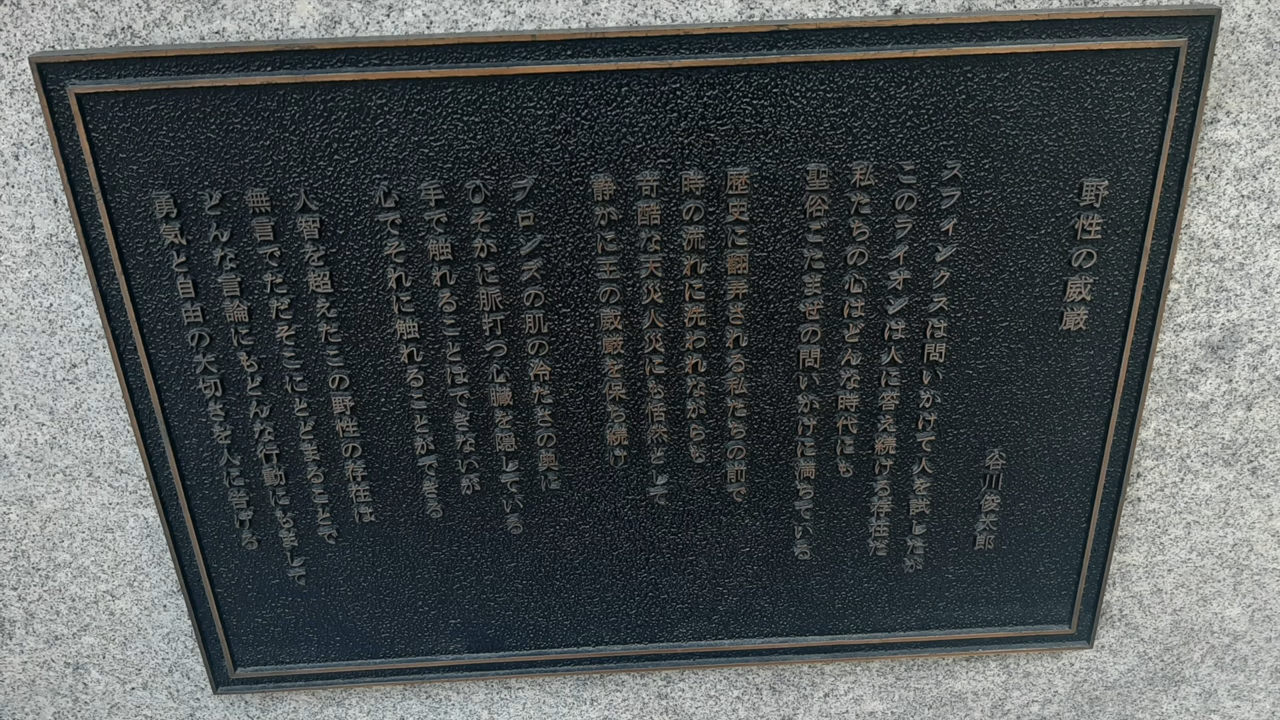 野性の威厳
谷川俊太郎
スフィンクスは問いかけて人を試したが
このライオンは人に答え続ける存在だ
私たちの心はどんな時代にも
聖俗ごたまぜの問いかけに満ちている
歴史に翻弄される私たちの前で
時の流れに洗われながらも
苛酷な天災人災にも恬然として
静かに王の威厳を保ち続け
ブロンズの肌の冷たさの奥に
ひそかに脈打つ心臓を隠している
手で触れることはできないが
心でそれに触れることができる
人智を超えたこの野性の存在は
無言でただそこにとどまることで
どんな言論にもどんな行動にも増して
勇気と自由の大切さを人に告げる